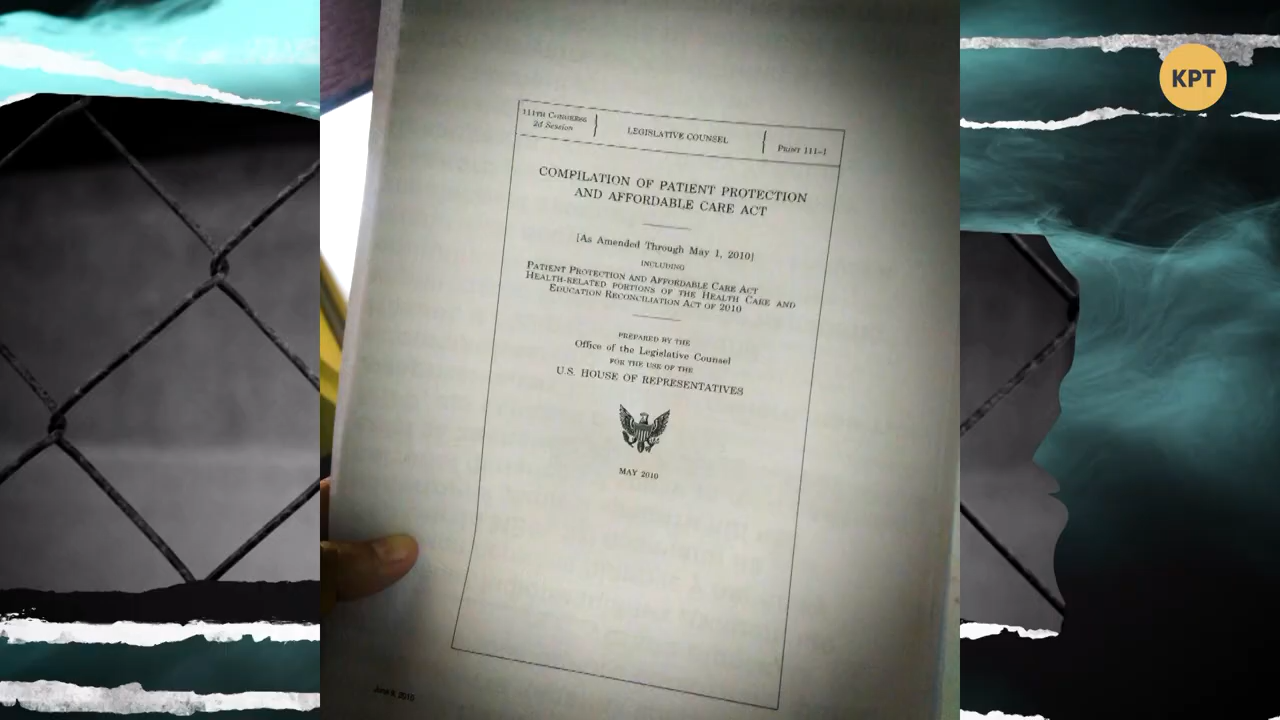 KPT
111TH CONGRESS
2d Session
LEGISLATIVE COUNSEL
PRINT 111–1
COMPILATION OF PATIENT PROTECTION
AND AFFORDABLE CARE ACT
[As Amended Through May 1, 2010]
INCLUDING
PATIENT PROTECTION AND AFFORDABLE CARE ACT
HEALTH-RELATED PORTIONS OF THE HEALTH CARE AND
EDUCATION RECONCILIATION ACT OF 2010
PREPARED BY THE
Office of the Legislative Counsel
FOR THE USE OF THE
U.S. HOUSE OF REPRESENTATIVES
MAY 2010
June 9, 2010